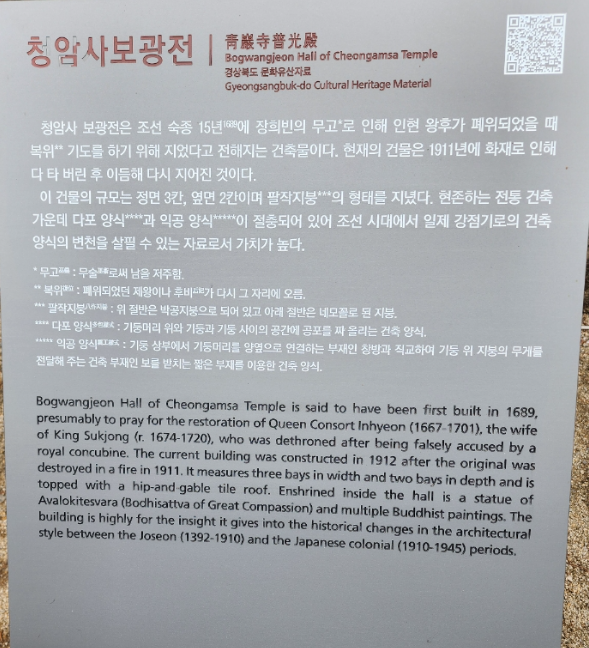 청암사보광전
靑巖寺普光殿
Bogwangjeon Hall of Cheongamsa Temple
경상북도 문화유산자료
Gyeongsangbuk-do Cultural Heritage Material
청암사 보광전은 조선 숙종 15년1689에 장희빈의 무고*로 인해 인현 왕후가 폐위되었을 때
복위** 기도를 하기 위해 지었다고 전해지는 건축물이다. 현재의 건물은 1911년에 화재로 인해
다 타 버린 후 이듬해 다시 지어진 것이다.
이 건물의 규모는 정면 3칸, 옆면 2칸이며 팔작지붕***의 형태를 지녔다. 현존하는 전통 건축
가운데 다포 양식****과 익공 양식*****이 절충되어 있어 조선 시대에서 일제 강점기로의 건축
양식의 변천을 살필 수 있는 자료로서 가치가 높다.
* 무고 : 무술로써 남을 저주함.
** 복위 : 폐위되었던 제왕이나 후비가 다시 그 자리에 오름.
*** 팔작지붕 : 위 절반은 박공지붕으로 되어 있고 아래 절반은 네모꼴로 된 지붕.
**** 다포 양식 : 기둥머리 위와 기둥과 기둥 사이의 공간에 공포를 짜 올리는 건축 양식.
***** 익공 양식 : 기둥 상부에서 기둥머리를 양옆으로 연결하는 부재인 창방과 직교하여 기둥 위 지붕의 무게를
전달해 주는 건축 부재인 보를 받치는 짧은 부재를 이용한 건축 양식.
Bogwangjeon Hall of Cheongamsa Temple is said to have been first built in 1689,
presumably to pray for the restoration of Queen Consort Inhyeon (1667-1701), the wife
of King Sukjong (r. 1674-1720), who was dethroned after being falsely accused by a
royal concubine. The current building was constructed in 1912 after the original was
destroyed in a fire in 1911. It measures three bays in width and two bays in depth and is
topped with a hip-and-gable tile roof. Enshrined inside the hall is a statue of
Avalokitesvara (Bodhisattva of Great Compassion) and multiple Buddhist paintings. The
building is highly for the insight it gives into the historical changes in the architectural
style between the Joseon (1392-1910) and the Japanese colonial (1910-1945) periods.